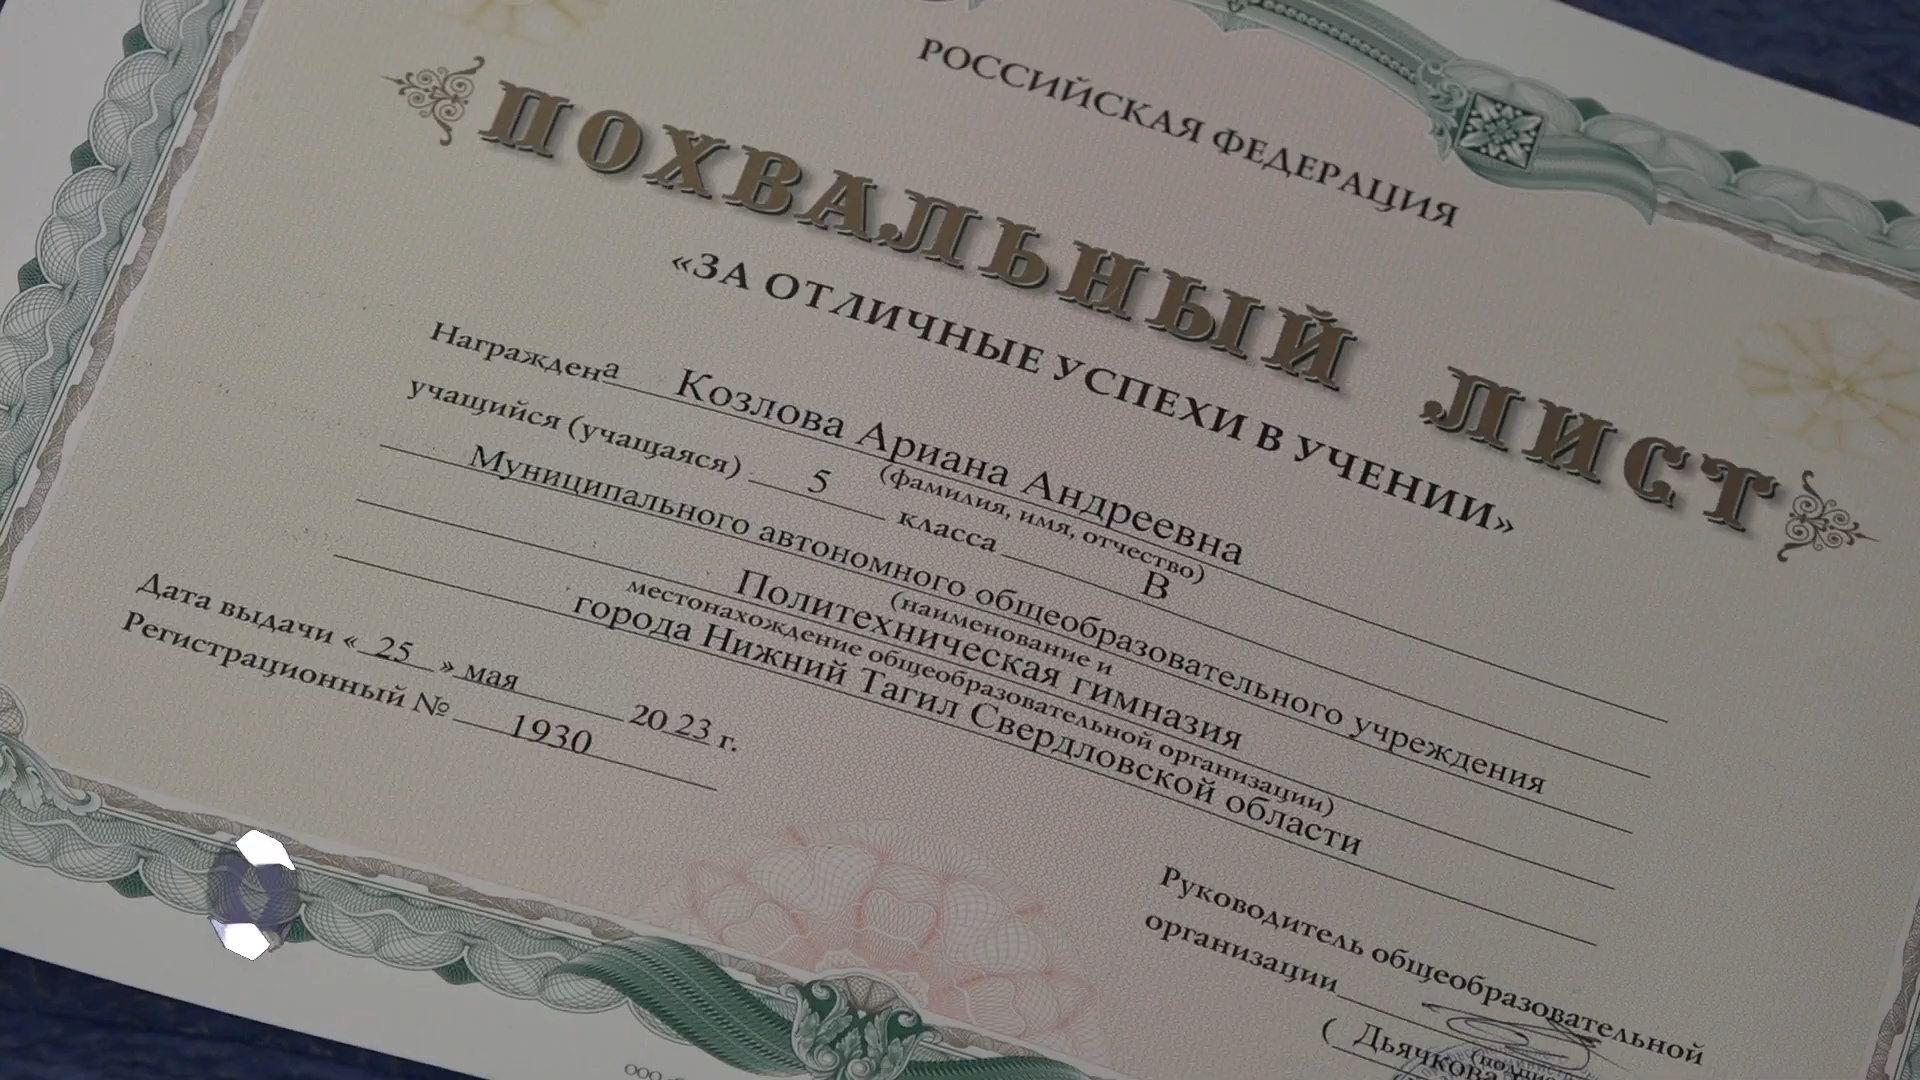 РОССИЙСКАЯ ФЕДЕРАЦИЯ
ПОХВАЛЬНЫЙ ЛИСТ
«ЗА ОТЛИЧНЫЕ УСПЕХИ В УЧЕНИИ»
Награждена Козлова Ариана Андреевна
(фамилия, имя, отчество)
учащийся (учащаяся) 5 класса В
Муниципального автономного общеобразовательного учреждения
(наименование и
Политехническая гимназия
местонахождение общеобразовательной организации)
города Нижний Тагил Свердловской области
Дата выдачи « 25 » мая 2023 г.
Регистрационный № 1930
Руководитель общеобразовательной
организации
( Дьячкова
ООО